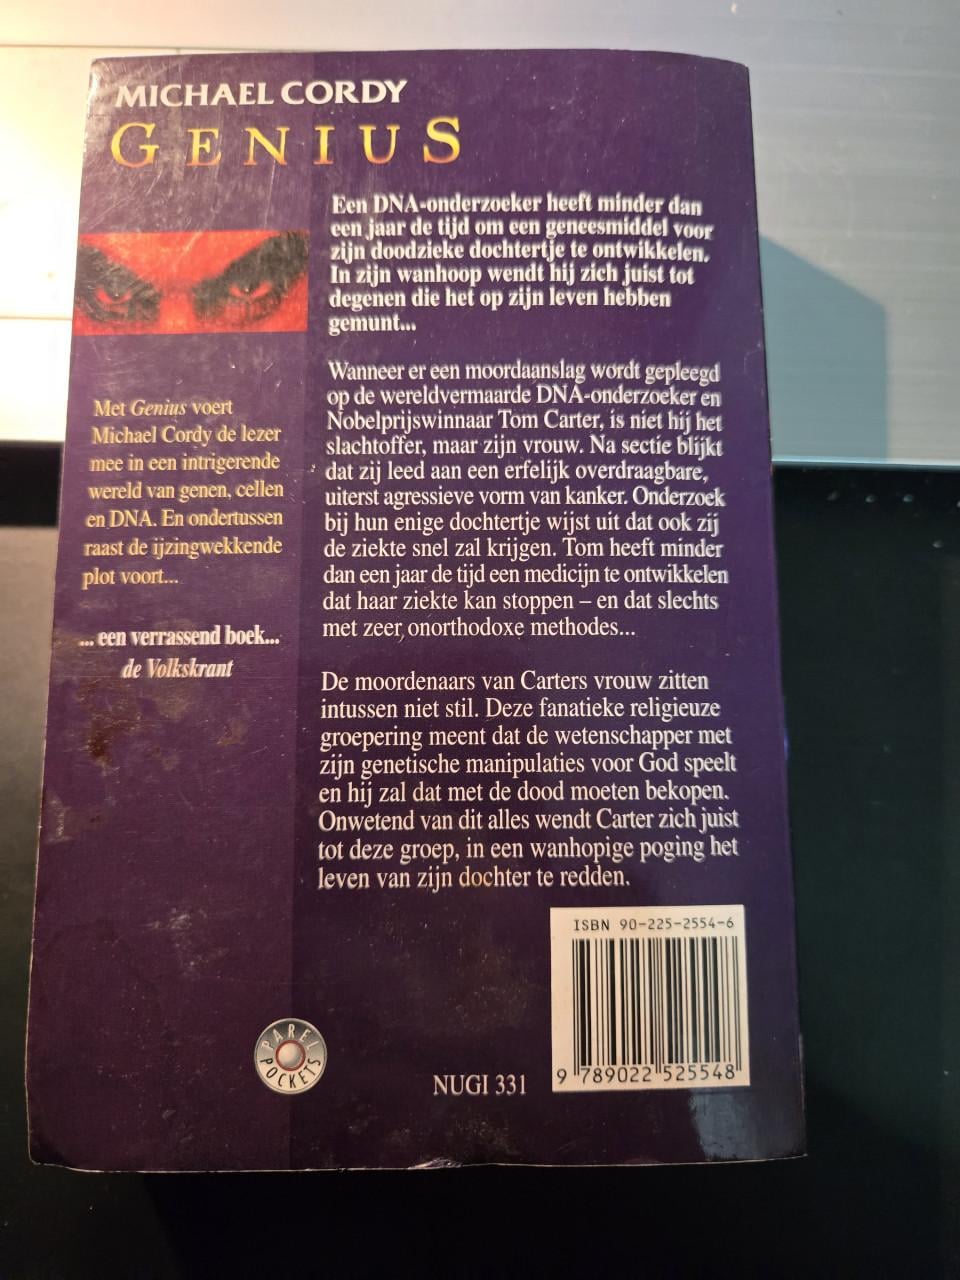 MICHAEL CORDY
GENIUS
Een DNA-onderzoeker heeft minder dan
een jaar de tijd om een geneesmiddel voor
zijn doodzieke dochtertje te ontwikkelen.
In zijn wanhoop wendt hij zich juist tot
degenen die het op zijn leven hebben
gemunt...
Met Genius voert
Michael Cordy de lezer
mee in een intrigerende
wereld van genen, cellen
en DNA. En ondertussen
raast de ijzingwekkende
plot voort...
... een verrassend boek...
de Volkskrant
Wanneer er een moordaanslag wordt gepleegd
op de wereldvermaarde DNA-onderzoeker en
Nobelprijswinnaar Tom Carter, is niet hij het
slachtoffer, maar zijn vrouw. Na sectie blijkt
dat zij leed aan een erfelijk overdraagbare,
uiterst agressieve vorm van kanker. Onderzoek
bij hun enige dochtertje wijst uit dat ook zij
de ziekte snel zal krijgen. Tom heeft minder
dan een jaar de tijd een medicijn te ontwikkelen
dat haar ziekte kan stoppen – en dat slechts
met zeer onorthodoxe methodes...
De moordenaars van Carters vrouw zitten
intussen niet stil. Deze fanatieke religieuze
groepering meent dat de wetenschapper met
zijn genetische manipulaties voor God speelt
en hij zal dat met de dood moeten bekopen.
Onwetend van dit alles wendt Carter zich juist
tot deze groep, in een wanhopige poging het
leven van zijn dochter te redden.
ISBN 90-225-2554-6
9 789022 525548
PAREL
POCKETS
NUGI 331